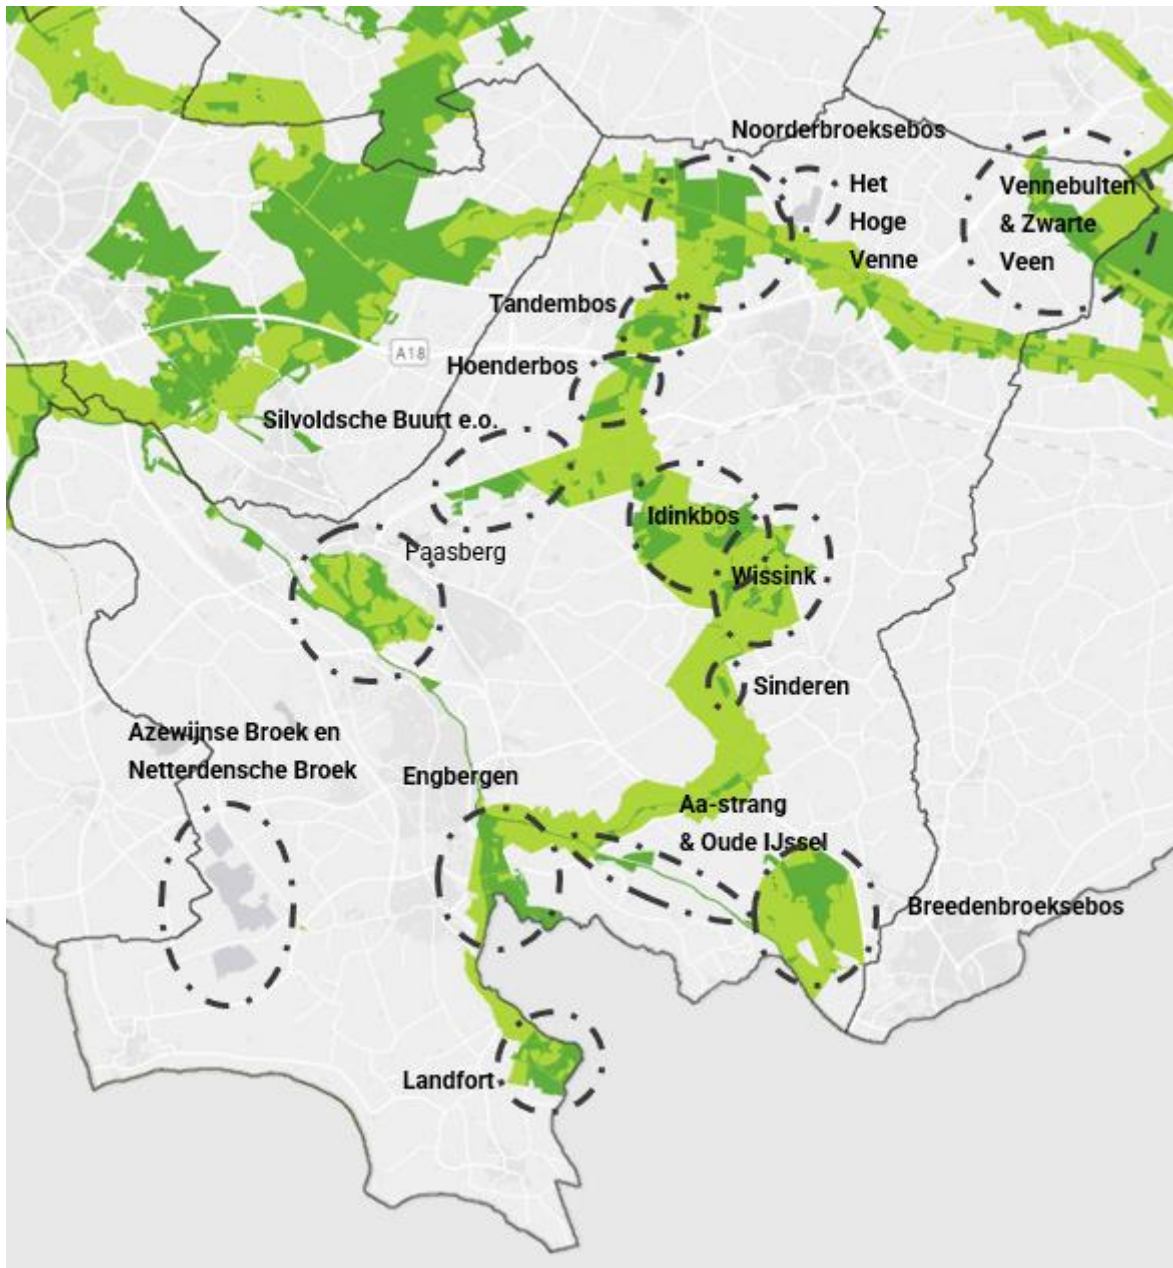 Noorderbroeksebos
Het
Hoge
Venne
Vennebulten
& Zwarte
Veen
Tandembos
A18
Hoenderbos
Silvoldsche Buurt e.o.
Idinkbos
Paasberg
Wissink
Sinderen
Azewijnse Broek en
Netterdensche Broek
Engbergen
Aa-strang
& Oude IJssel
Breedenbroeksebos
Landfort